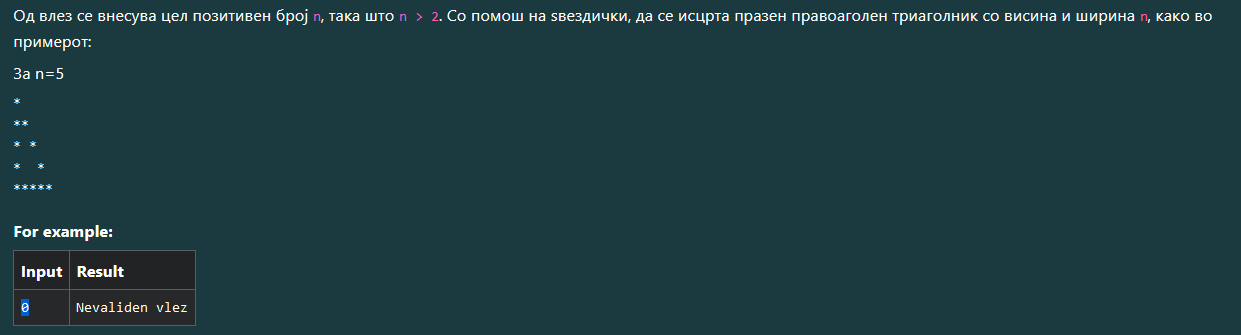 Од влез се внесува цел позитивен број n, така што n > 2. Со помош на ѕвездички, да се исцрта празен правоаголен триаголник со висина и ширина n, како во
примерот:
За n=5
*
**
* *
*  *
*****
For example:
Input Result
0 Nevaliden vlez